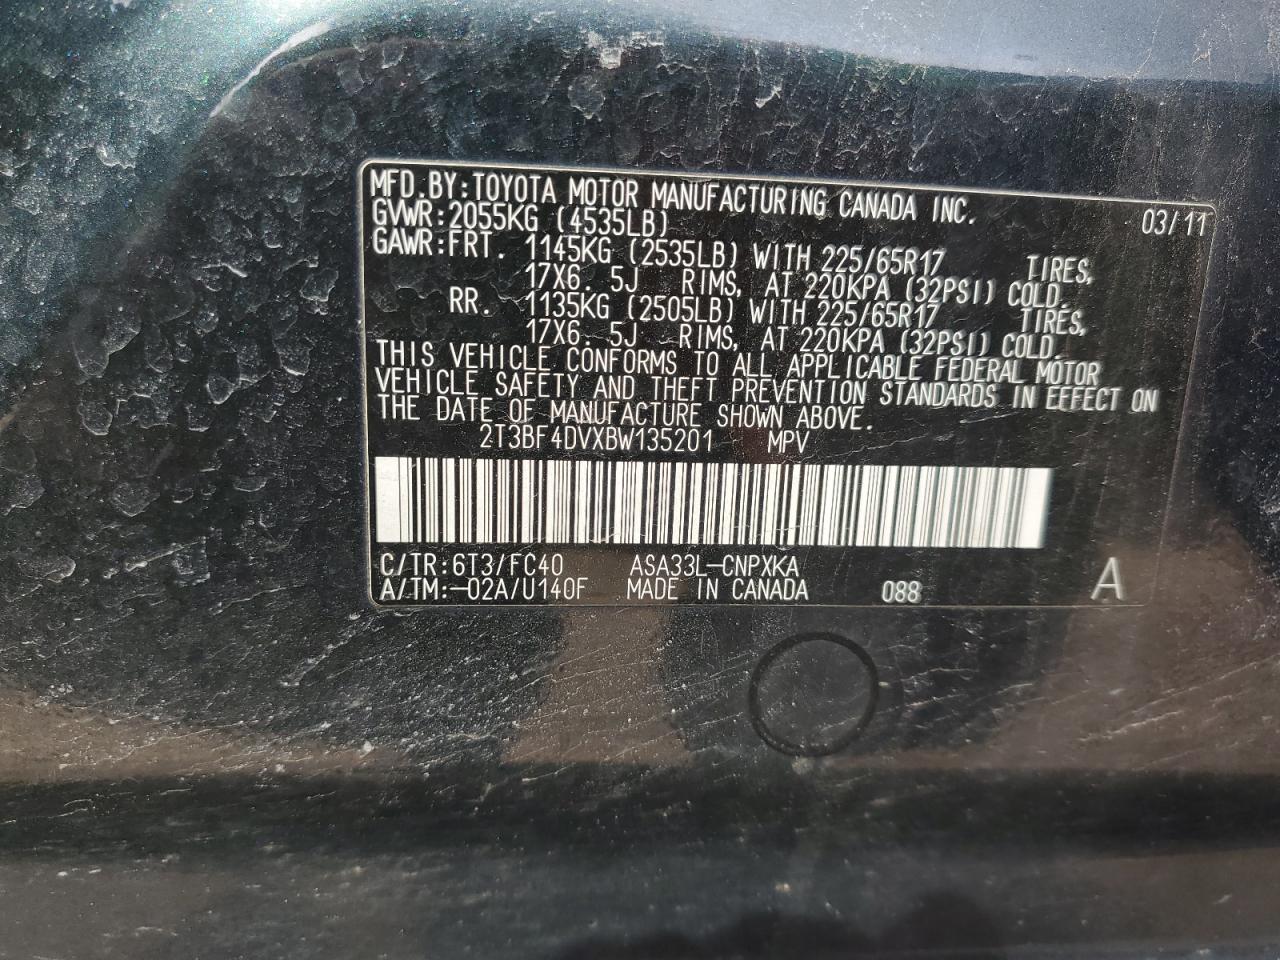 MFD.BY:TOYOTA MOTOR MANUFACTURING CANADA INC. 03/11
GVWR:2055KG (4535LB)
GAWR:FRT. 1145KG (2535LB) WITH 225/65R17 TIRES,
17X6.5J RIMS, AT 220KPA (32PSI) COLD.
RR. 1135KG (2505LB) WITH 225/65R17 TIRES,
17X6.5J RIMS, AT 220KPA (32PSI) COLD.
THIS VEHICLE CONFORMS TO ALL APPLICABLE FEDERAL MOTOR
VEHICLE SAFETY AND THEFT PREVENTION STANDARDS IN EFFECT ON
THE DATE OF MANUFACTURE SHOWN ABOVE.
2T3BF4DVXBW135201 MPV
C/TR:6T3/FC40 ASA33L-CNPXKA
A/TM:-02A/U140F MADE IN CANADA 088 A